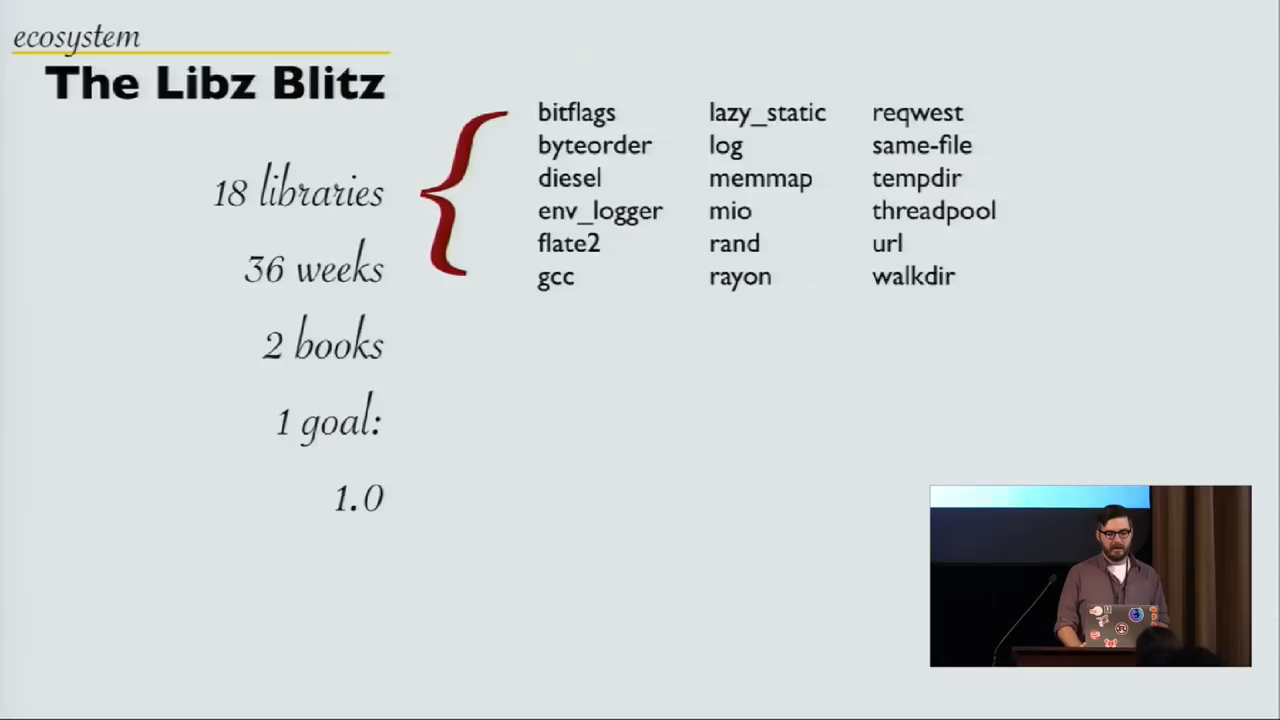 ecosystem
The Libz Blitz
18 libraries
36 weeks
2 books
1 goal:
1.0
bitflags
byteorder
diesel
env_logger
flate2
gcc
lazy_static
log
memmap
mio
rand
rayon
reqwest
same-file
tempdir
threadpool
url
walkdir